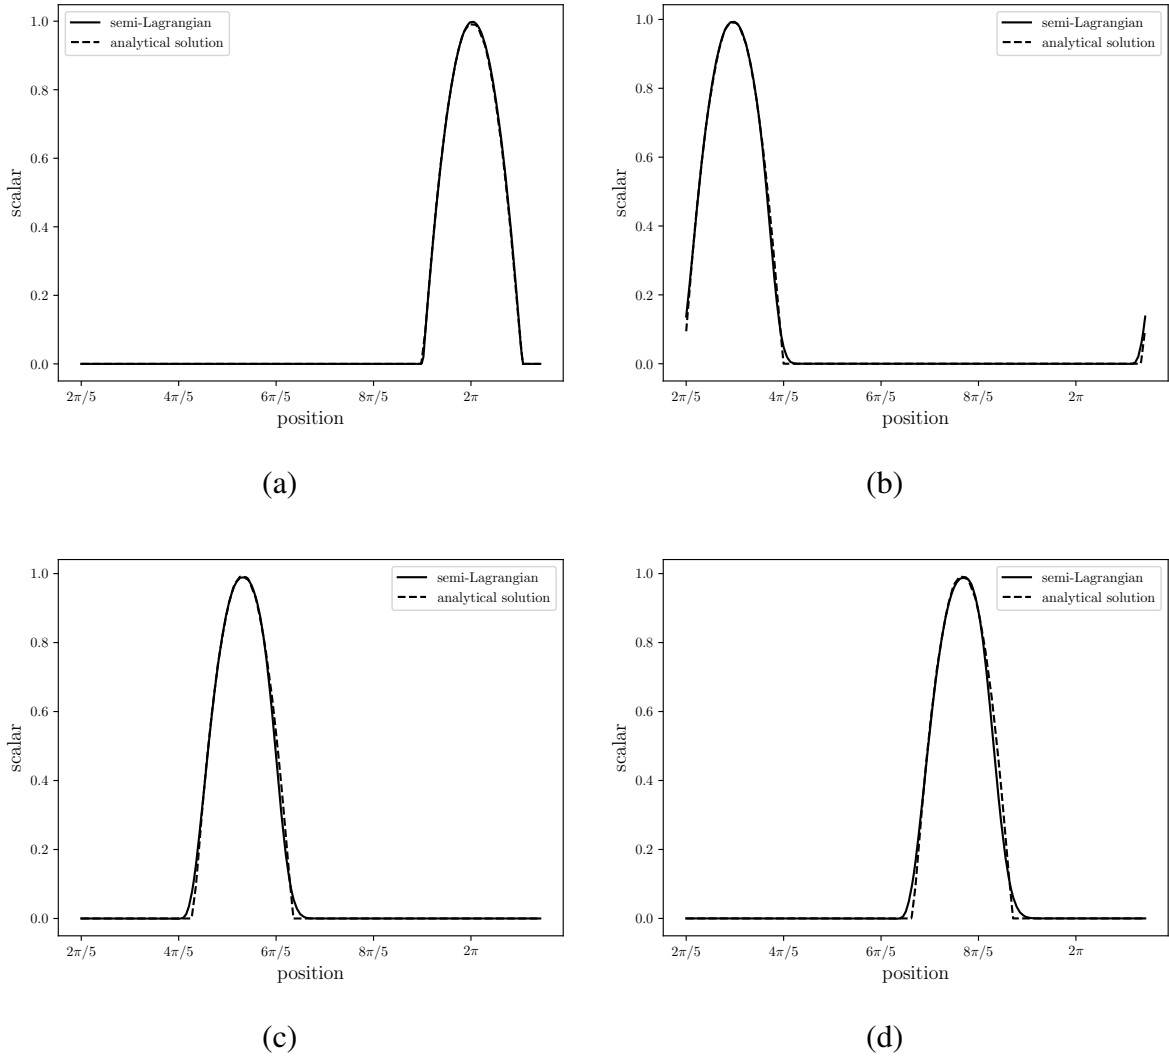 semi-Lagrangian
analytical solution
1.0
0.8
0.6
0.4
0.2
0.0
scalar
2π/5 4π/5 6π/5 8π/5 2π
position
(a)
semi-Lagrangian
analytical solution
1.0
0.8
0.6
0.4
0.2
0.0
scalar
2π/5 4π/5 6π/5 8π/5 2π
position
(b)
semi-Lagrangian
analytical solution
1.0
0.8
0.6
0.4
0.2
0.0
scalar
2π/5 4π/5 6π/5 8π/5 2π
position
(c)
semi-Lagrangian
analytical solution
1.0
0.8
0.6
0.4
0.2
0.0
scalar
2π/5 4π/5 6π/5 8π/5 2π
position
(d)